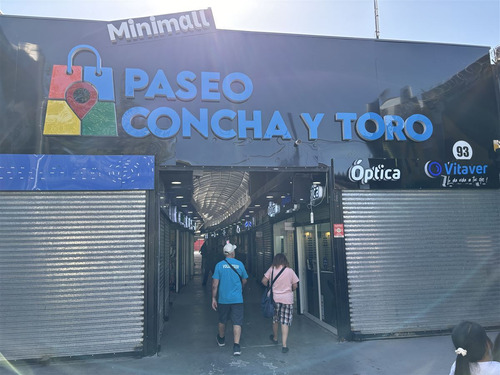 Minimall
PASEO
CONCHA Y TORO
Óptica
93
Vitaver